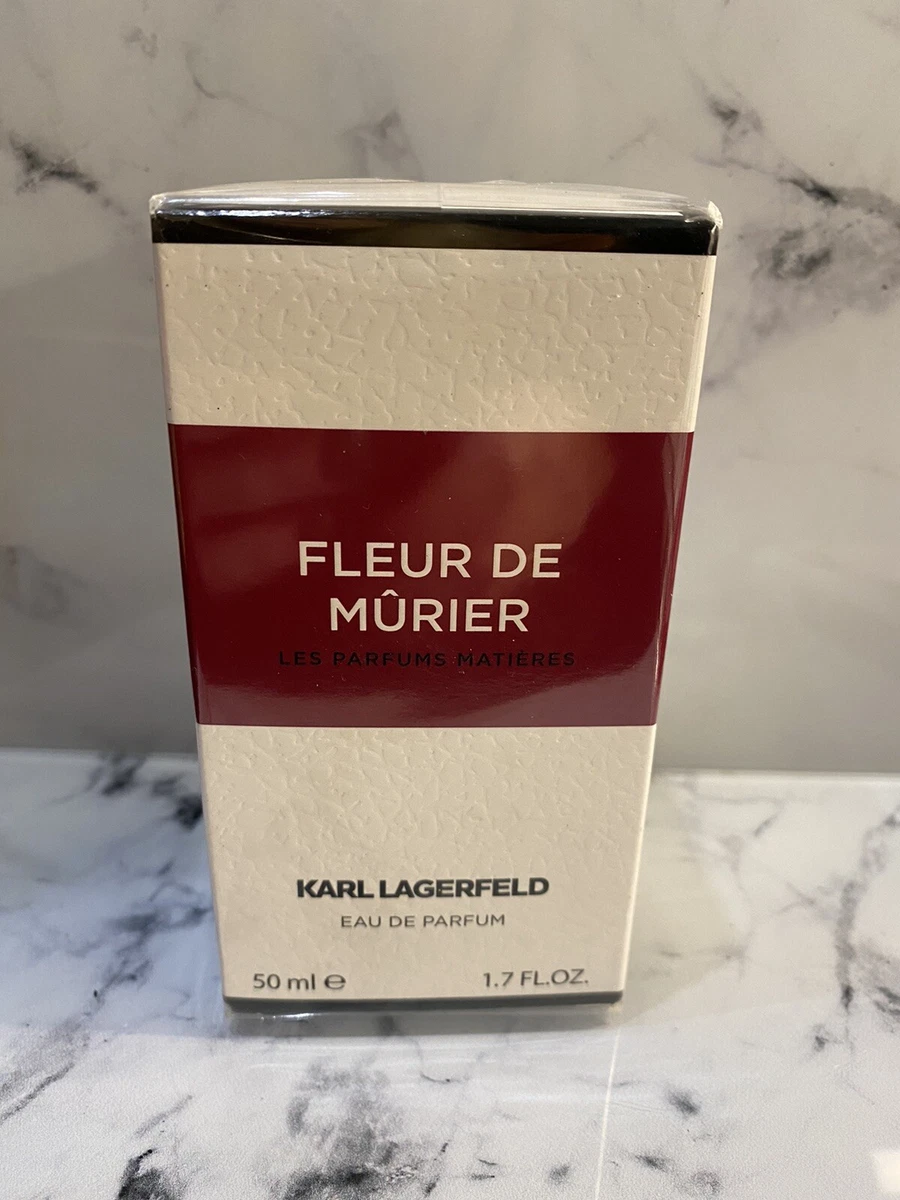 FLEUR DE
MÛRIER
LES PARFUMS MATIÈRES
KARL LAGERFELD
EAU DE PARFUM
50 ml ℮ 1.7 FL.OZ.